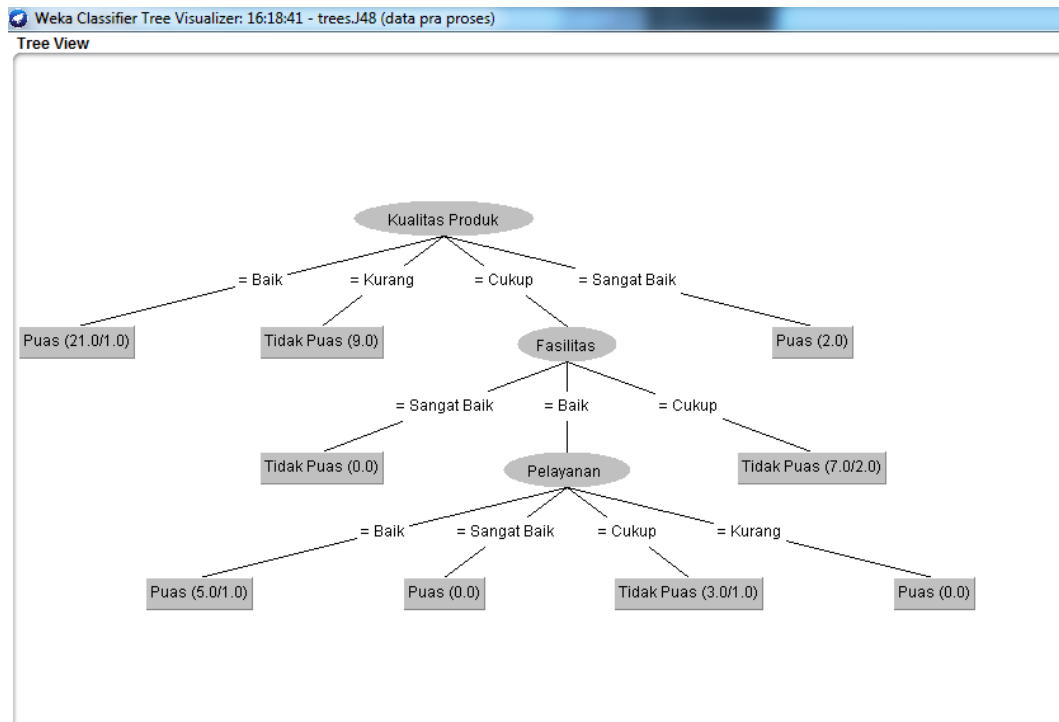 Weka Classifier Tree Visualizer: 16:18:41 - trees.J48 (data pra proses)
Tree View
Kualitas Produk
= Baik
= Kurang
= Cukup
= Sangat Baik
Puas (21.0/1.0)
Tidak Puas (9.0)
Fasilitas
Puas (2.0)
= Sangat Baik
= Baik
= Cukup
Tidak Puas (0.0)
Pelayanan
Tidak Puas (7.0/2.0)
= Baik
= Sangat Baik
= Cukup
= Kurang
Puas (5.0/1.0)
Puas (0.0)
Tidak Puas (3.0/1.0)
Puas (0.0)